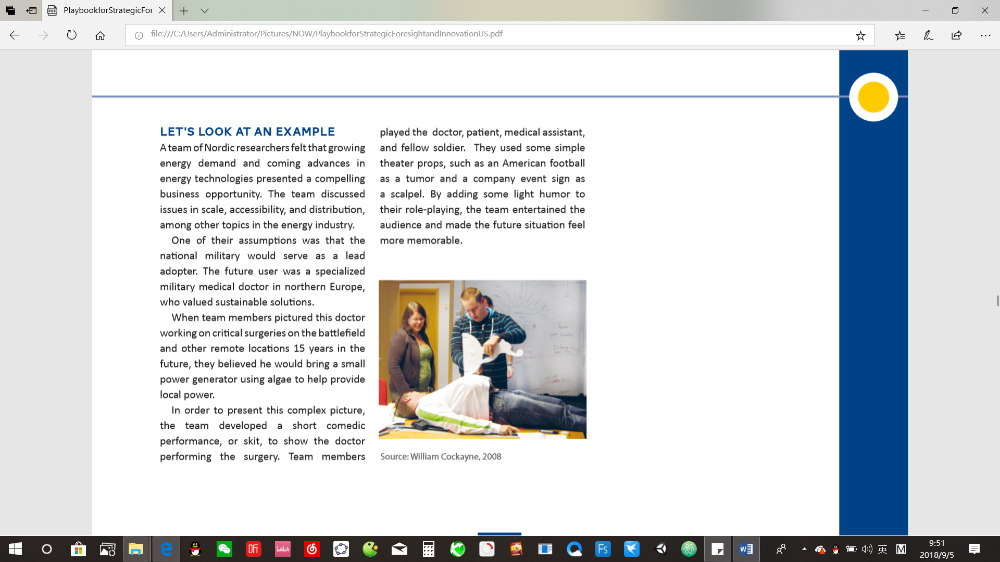 PlaybookforStrategicFor
file:///C:/Users/Administrator/Pictures/NOW/PlaybookforStrategicForesightandInnovationUS.pdf
LET'S LOOK AT AN EXAMPLE
A team of Nordic researchers felt that growing
energy demand and coming advances in
energy technologies presented a compelling
business opportunity. The team discussed
issues in scale, accessibility, and distribution,
among other topics in the energy industry.
One of their assumptions was that the
national military would serve as a lead
adopter. The future user was a specialized
military medical doctor in northern Europe,
who valued sustainable solutions.
When team members pictured this doctor
working on critical surgeries on the battlefield
and other remote locations 15 years in the
future, they believed he would bring a small
power generator using algae to help provide
local power.
In order to present this complex picture,
the team developed a short comedic
performance, or skit, to show the doctor
performing the surgery. Team members
played the doctor, patient, medical assistant,
and fellow soldier. They used some simple
theater props, such as an American football
as a tumor and a company event sign as
a scalpel. By adding some light humor to
their role-playing, the team entertained the
audience and made the future situation feel
more memorable.
Source: William Cockayne, 2008
Fs
英
M
9:51
2018/9/5